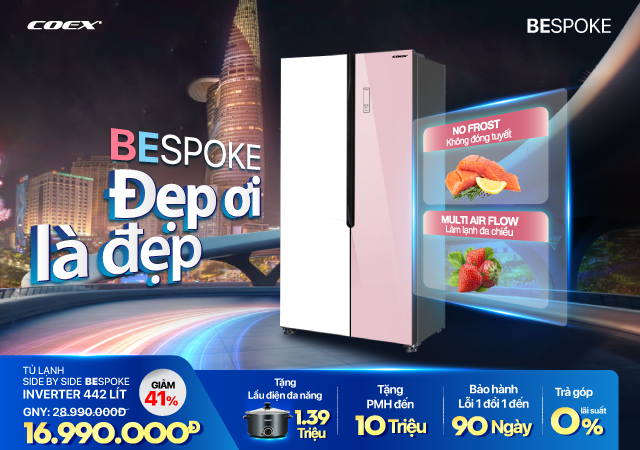 COEX
BESPOKE
BESPOKE
Đẹp ơi
là đẹp
COEX
NO FROST
Không đóng tuyết
MULTI AIR FLOW
Làm lạnh đa chiều
TỦ LẠNH
SIDE BY SIDE BESPOKE
INVERTER 442 LÍT
GNY: 28.990.000Đ
16.990.000Đ
GIẢM
41%
Tặng
Lẩu điện đa năng
1.39
Triệu
Tặng
PMH đến
10 Triệu
Bảo hành
Lỗi 1 đổi 1 đến
90 Ngày
Trả góp
0% lãi suất